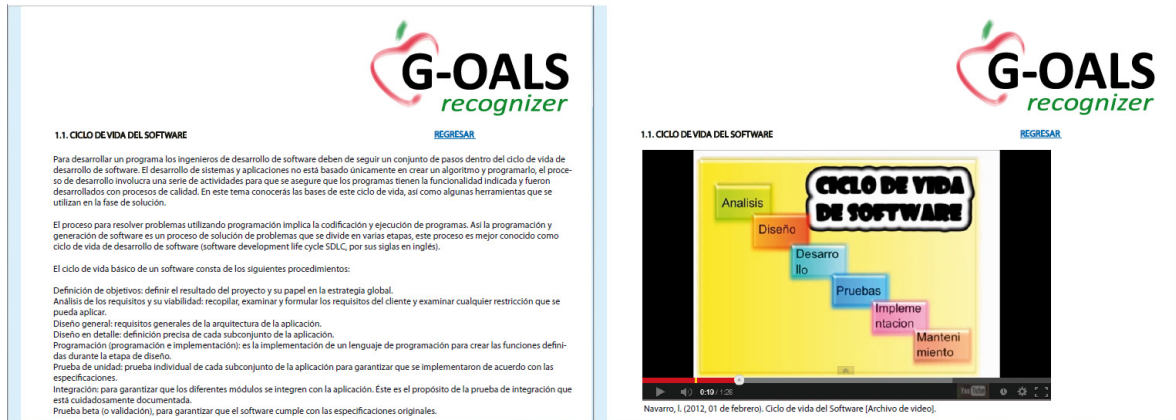 G-OALS
recognizer
1.1. CICLO DE VIDA DEL SOFTWARE REGRESAR
Para desarrollar un programa los ingenieros de desarrollo de software deben de seguir un conjunto de pasos dentro del ciclo de vida de
desarrollo de software. El desarrollo de sistemas y aplicaciones no está basado únicamente en crear un algoritmo y programarlo, el proce-
so de desarrollo involucra una serie de actividades para que se asegure que los programas tienen la funcionalidad indicada y fueron
desarrollados con procesos de calidad. En este tema conocerás las bases de este ciclo de vida, así como algunas herramientas que se
utilizan en la fase de solución.
El proceso para resolver problemas utilizando programación implica la codificación y ejecución de programas. Así la programación y
generación de software es un proceso de solución de problemas que se divide en varias etapas, este proceso es mejor conocido como
ciclo de vida de desarrollo de software (software development life cycle SDLC, por sus siglas en inglés).
El ciclo de vida básico de un software consta de los siguientes procedimientos:
Definición de objetivos: definir el resultado del proyecto y su papel en la estrategia global.
Análisis de los requisitos y su viabilidad: recopilar, examinar y formular los requisitos del cliente y examinar cualquier restricción que se
pueda aplicar.
Diseño general: requisitos generales de la arquitectura de la aplicación.
Diseño en detalle: definición precisa de cada subconjunto de la aplicación.
Programación (programación e implementación): es la implementación de un lenguaje de programación para crear las funciones defini-
das durante la etapa de diseño.
Prueba de unidad: prueba individual de cada subconjunto de la aplicación para garantizar que se implementaron de acuerdo con las
especificaciones.
Integración: para garantizar que los diferentes módulos se integren con la aplicación. Éste es el propósito de la prueba de integración que
está cuidadosamente documentada.
Prueba beta (o validación), para garantizar que el software cumple con las especificaciones originales.
G-OALS
recognizer
1.1. CICLO DE VIDA DEL SOFTWARE REGRESAR
CICLO DE VIDA
DE SOFTWARE
Analisis
Diseño
Desarro
llo
Pruebas
Impleme
ntacion
Manteni
miento
0:19 / 1:26
Navarro, I. (2012, 01 de febrero). Ciclo de vida del Software [Archivo de video].